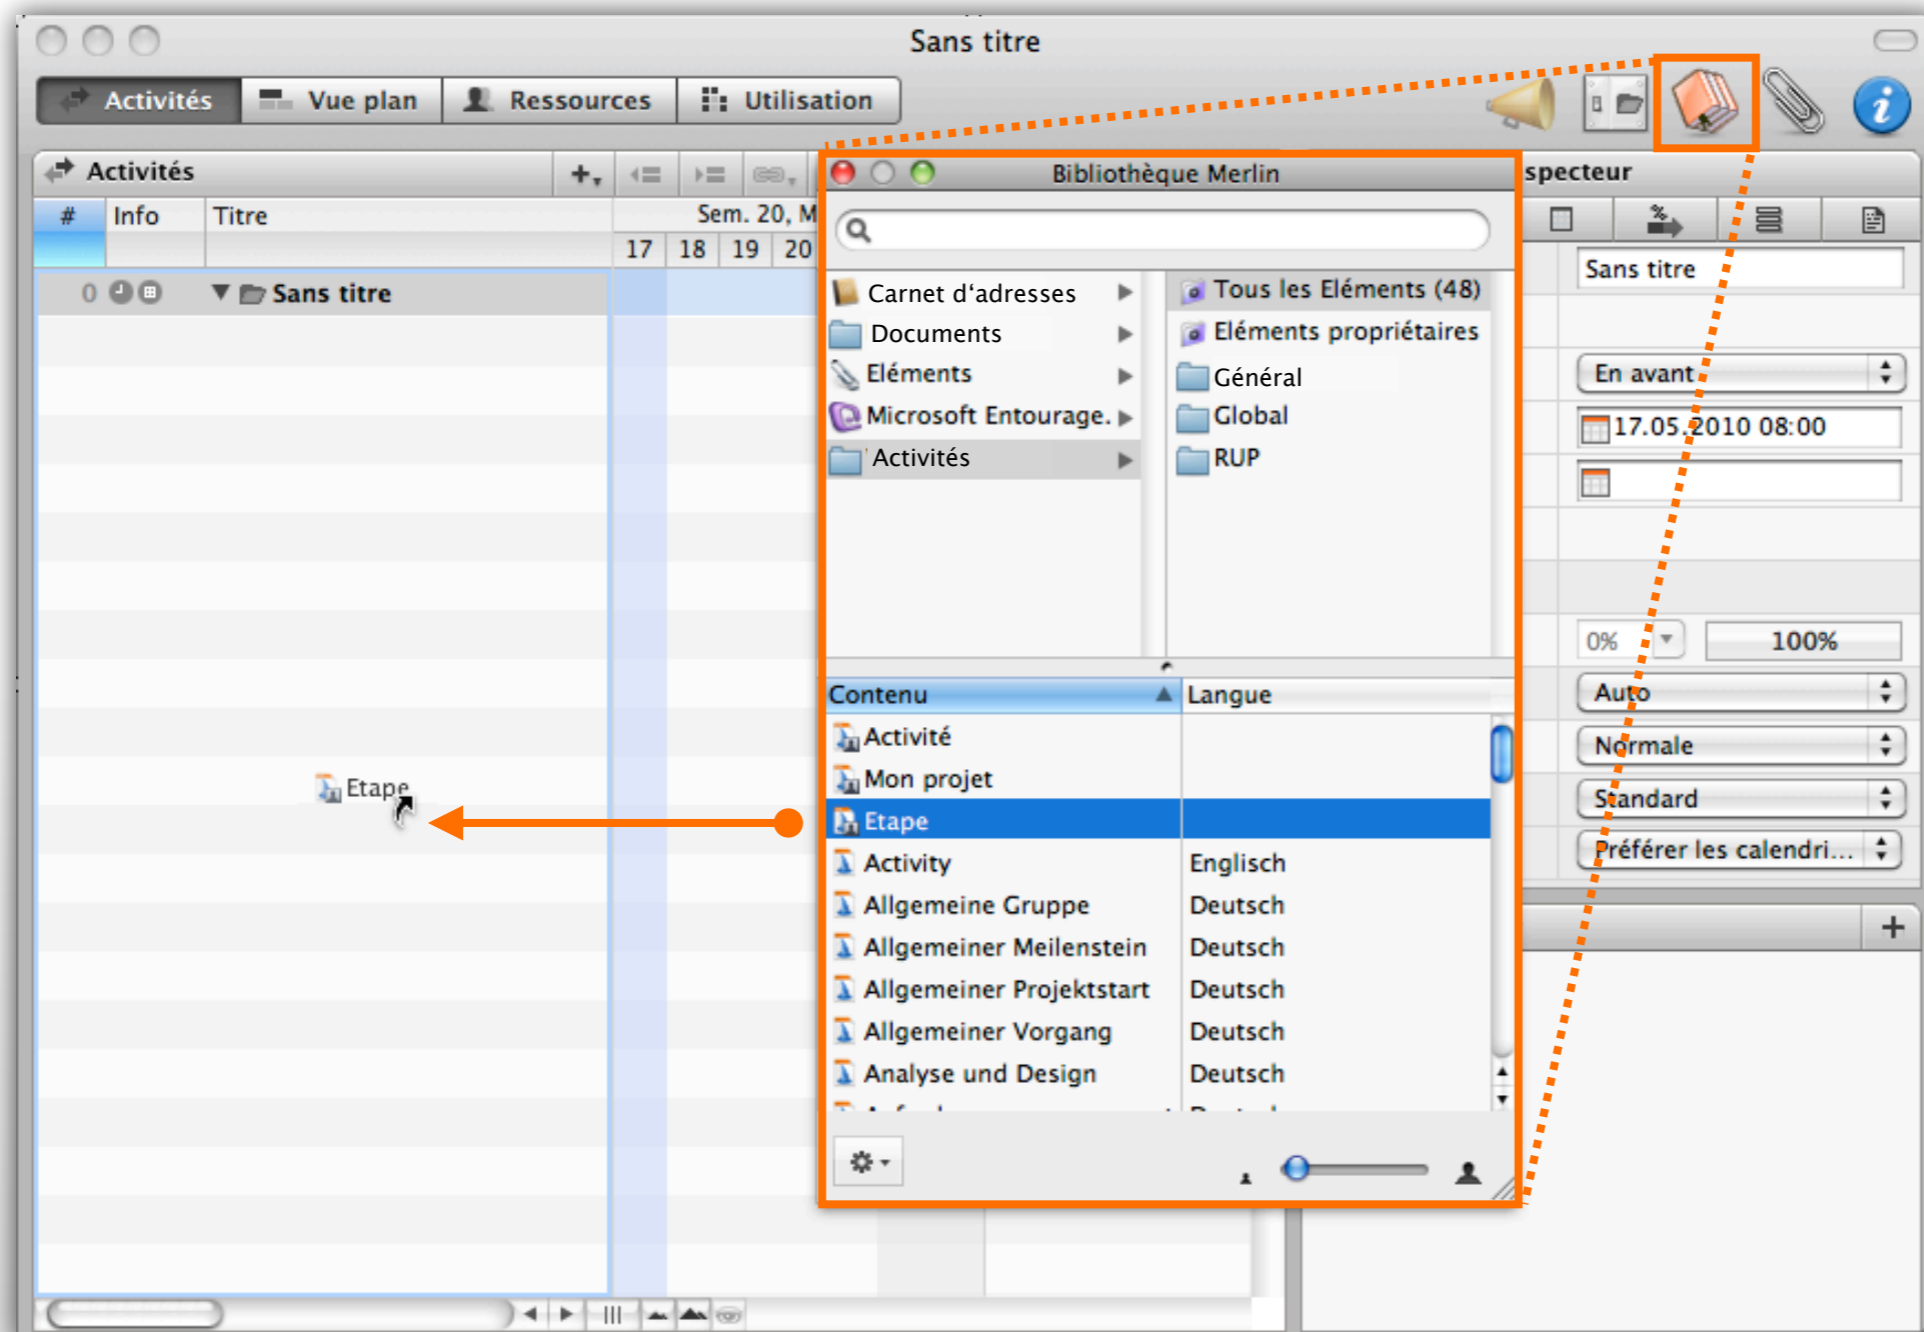 Sans titre
Activités Vue plan Ressources Utilisation
Activités
# Info Titre
Sem. 20, M
17 18 19 20
0 Sans titre
Etape
Bibliothèque Merlin
Carnet d'adresses
Documents
Eléments
Microsoft Entourage.
Activités
Tous les Eléments (48)
Eléments propriétaires
Général
Global
RUP
Contenu Langue
Activité
Mon projet
Etape
Activity Englisch
Allgemeine Gruppe Deutsch
Allgemeiner Meilenstein Deutsch
Allgemeiner Projektstart Deutsch
Allgemeiner Vorgang Deutsch
Analyse und Design Deutsch
specteur
Sans titre
En avant
17.05.2010 08:00
0% 100%
Auto
Normale
Standard
Préférer les calendri...